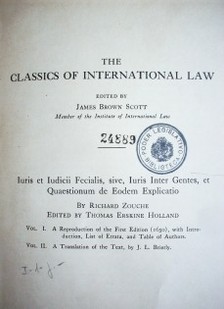 THE
CLASSICS OF INTERNATIONAL LAW
EDITED BY
JAMES BROWN SCOTT
Member of the Institute of International Law
24889
PODER LEGISLATIVO
BIBLIOTECA
Iuris et Iudicii Fecialis, sive, Iuris Inter Gentes, et
Quaestionum de Eodem Explicatio
BY RICHARD ZOUCHE
EDITED BY THOMAS ERSKINE HOLLAND
VOL. I. A Reproduction of the First Edition (1650), with Intro-
duction, List of Errata, and Table of Authors.
VOL. II. A Translation of the Text, by J. L. Brierly.